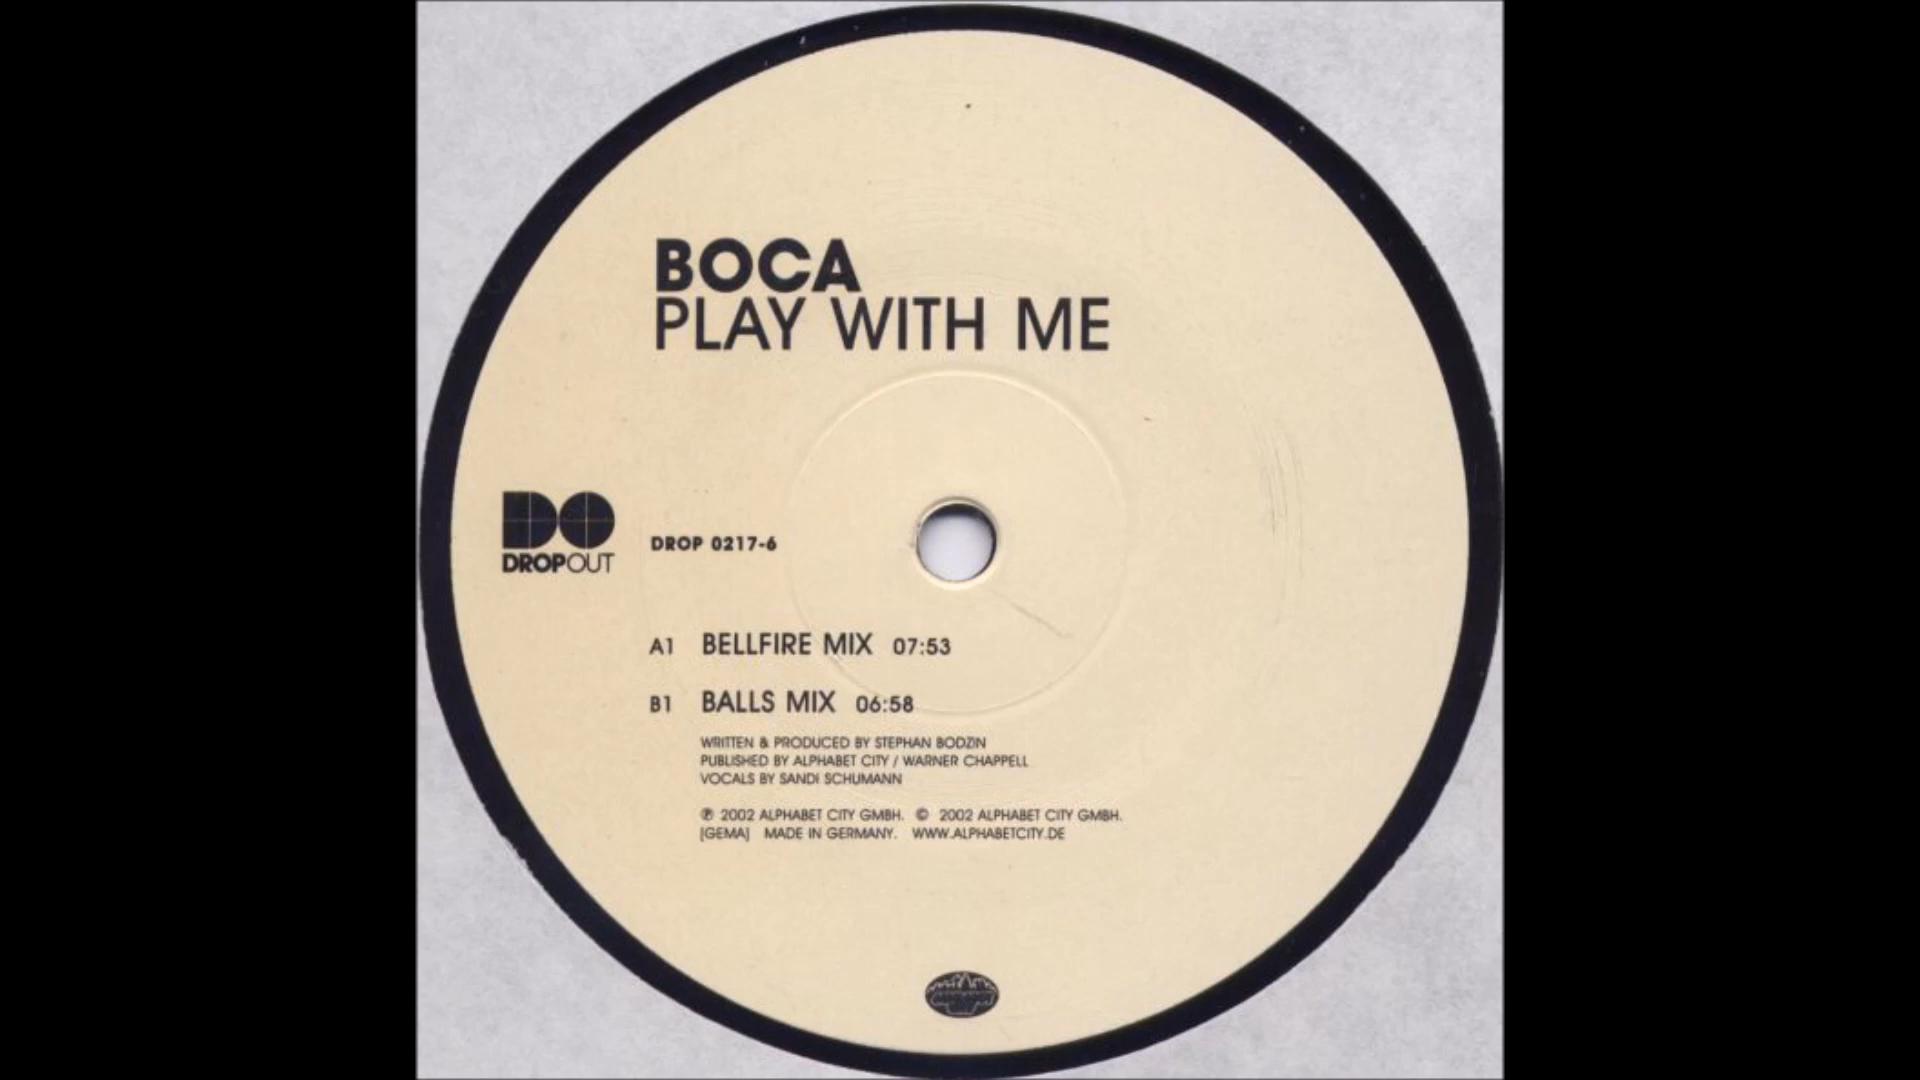 BOCA
PLAY WITH ME
DO
DROPOUT
DROP 0217-6
A1 BELLFIRE MIX 07:53
B1 BALLS MIX 06:58
WRITTEN & PRODUCED BY STEPHAN BODZIN
PUBLISHED BY ALPHABET CITY / WARNER CHAPPELL
VOCALS BY SANDI SCHUMANN
℗ 2002 ALPHABET CITY GMBH. © 2002 ALPHABET CITY GMBH.
[GEMA] MADE IN GERMANY. WWW.ALPHABETCITY.DE